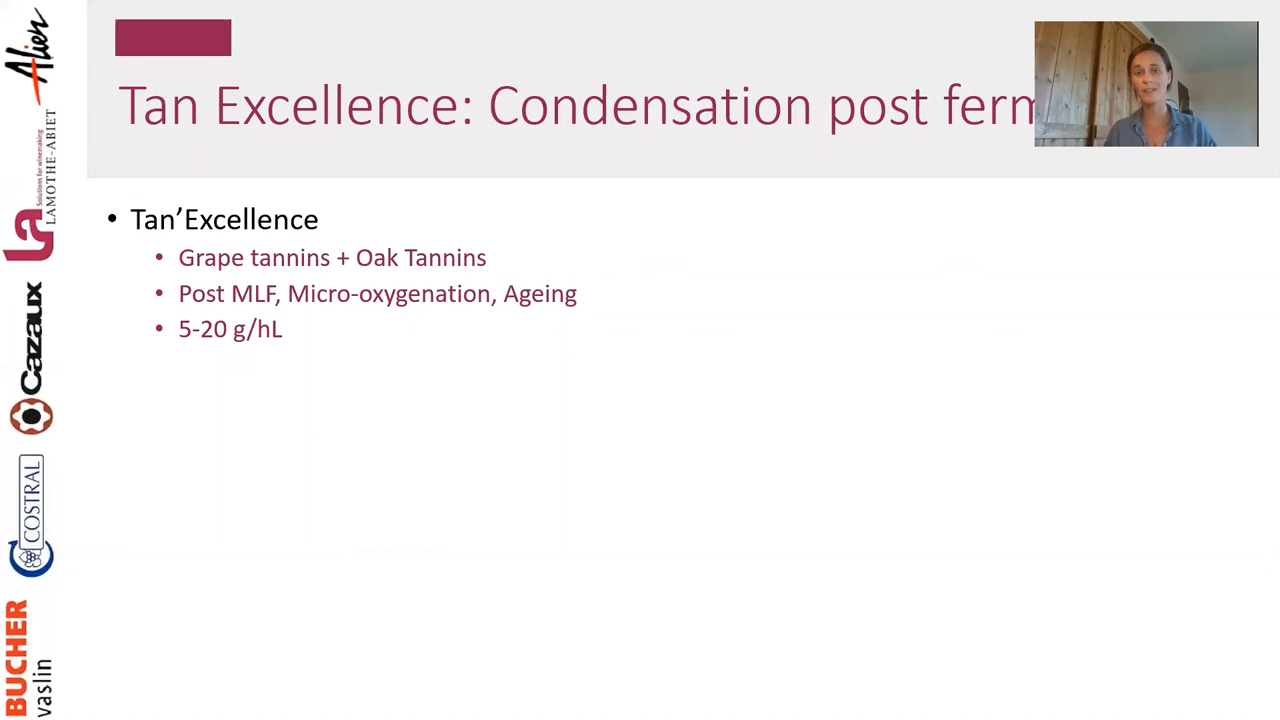 Tan Excellence: Condensation post ferm
• Tan’Excellence
• Grape tannins + Oak Tannins
• Post MLF, Micro-oxygenation, Ageing
• 5-20 g/hL
Alien
La
Solutions for winemaking
LAMOTHE-ABIET
Cazaux
COSTRAL
BUCHER
vaslin